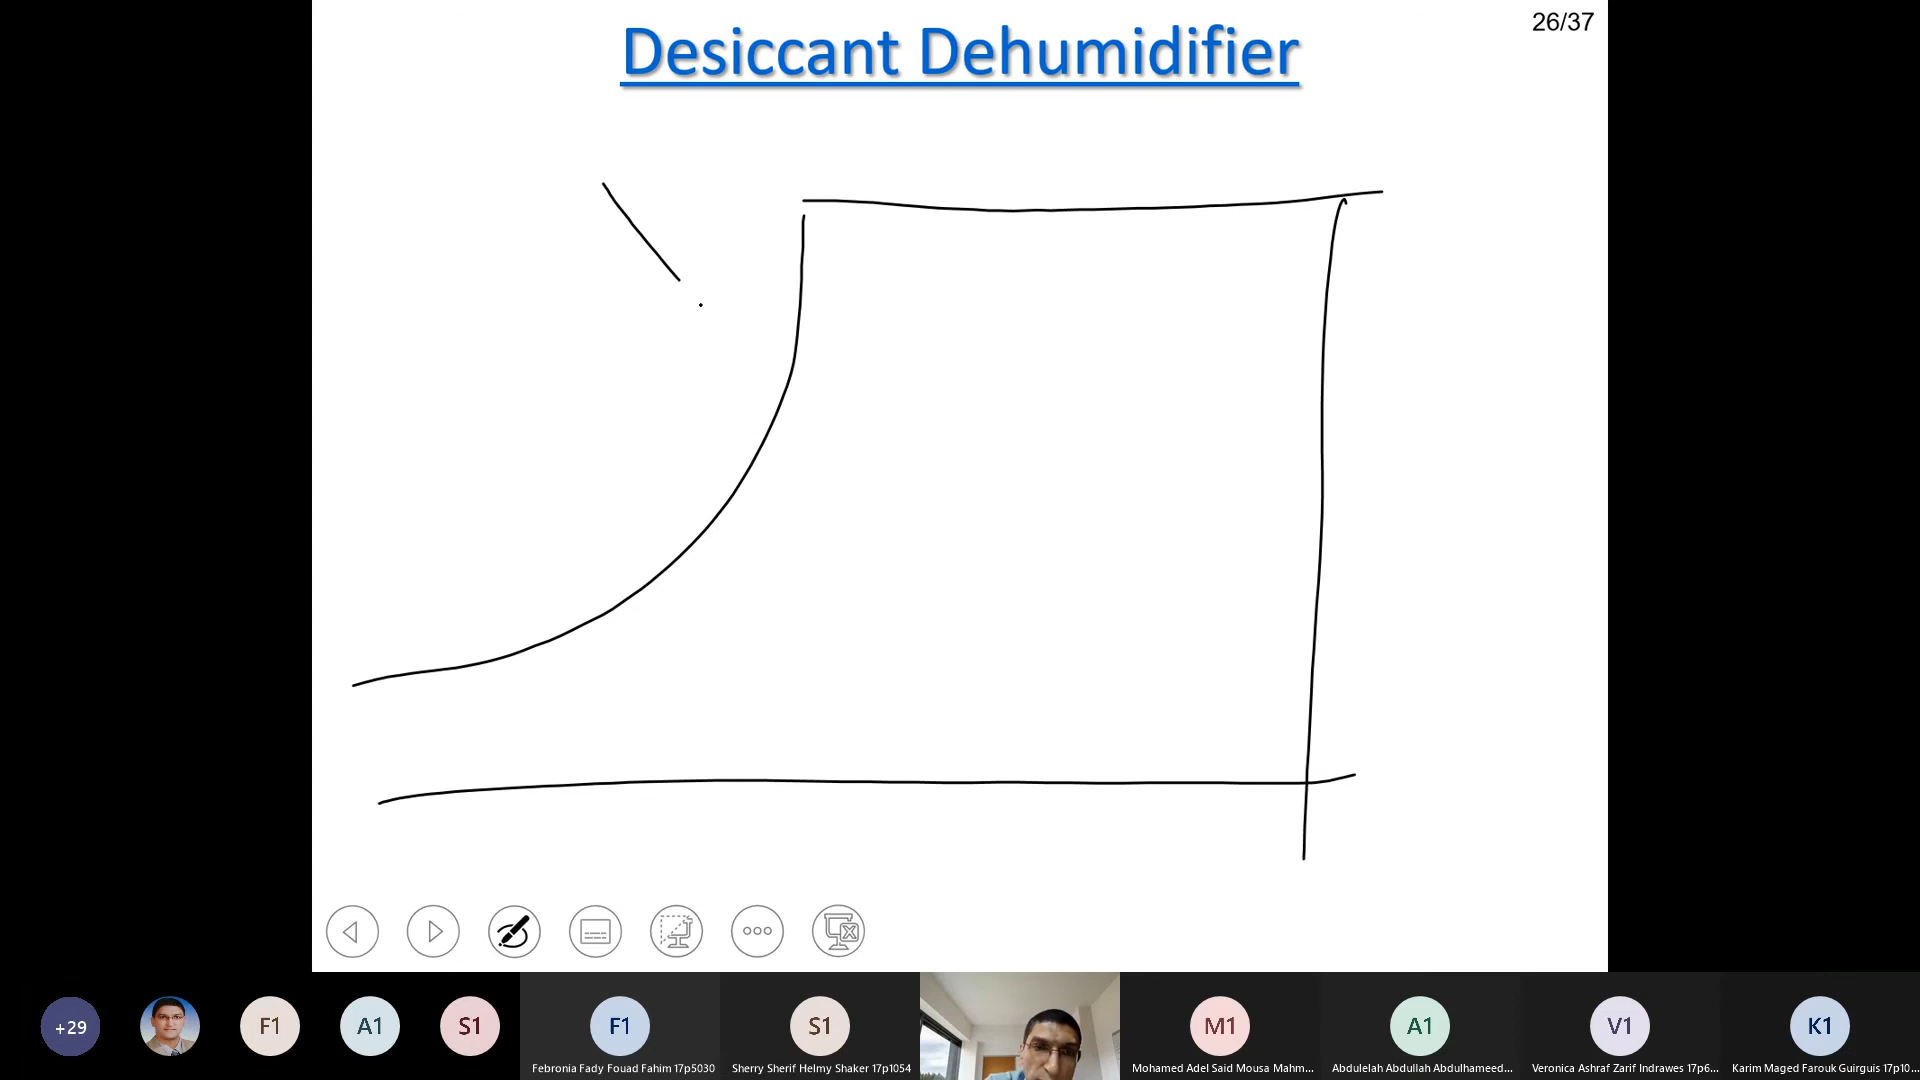 26/37
Desiccant Dehumidifier
+29
F1
A1
S1
F1
S1
M1
A1
V1
K1
Febronia Fady Fouad Fahim 17p5030
Sherry Sherif Helmy Shaker 17p1054
Mohamed Adel Said Mousa Mahm...
Abdulelah Abdullah Abdulhameed...
Veronica Ashraf Zarif Indrawes 17p6...
Karim Maged Farouk Guirguis 17p10...